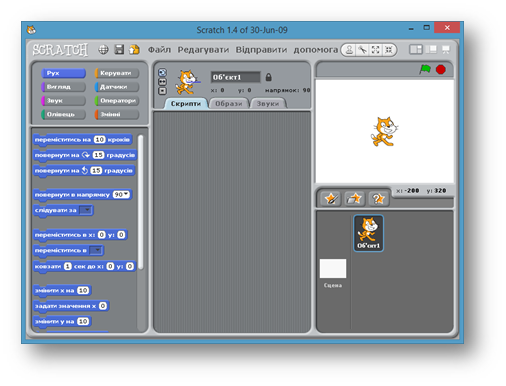 Scratch 1.4 of 30-Jun-09
SCRATCH Файл Редагувати Відправити допомога
Рух Керувати
Вигляд Датчики
Звук Оператори
Олівець Змінні
Об'єкт1
x: 0 y: 0 напрямок: 90
Скрипти Образи Звуки
переміститись на 10 кроків
повернути на 15 градусів
повернути на 15 градусів
повернути в напрямку 90
слідувати за
переміститись в x: 0 y: 0
переміститись в
ковзати 1 сек до x: 0 y: 0
змінити x на 10
задати значення x 0
змінити y на 10
x: -200 y: 320
Об'єкт1
Сцена